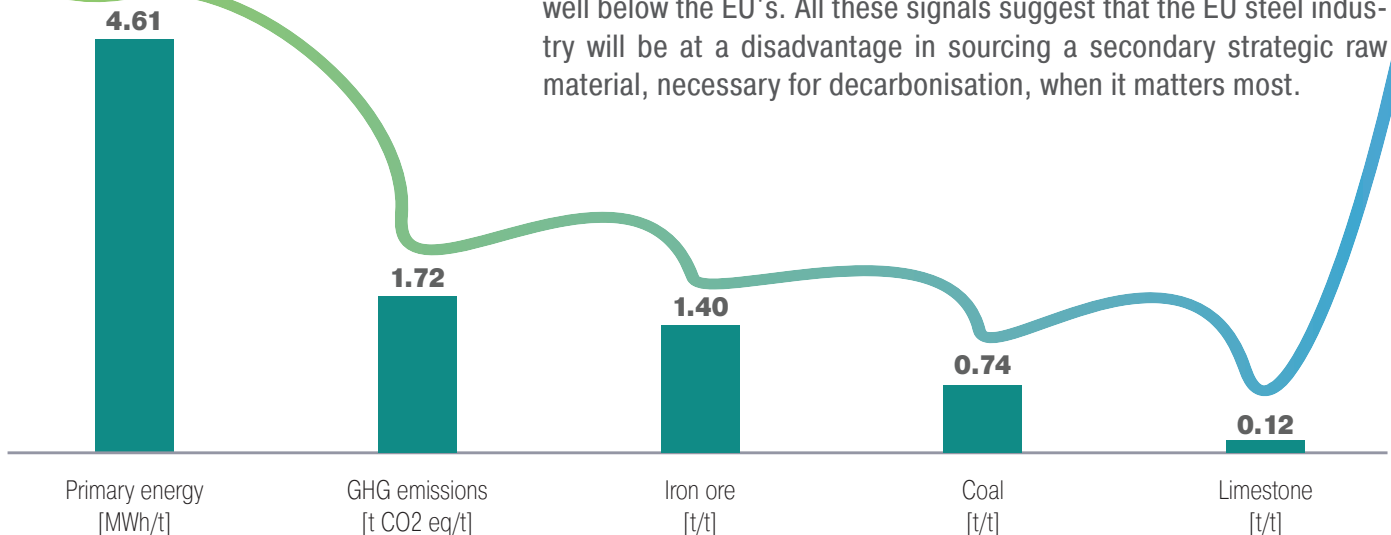 well below the EU's. All these signals suggest that the EU steel indus-
try will be at a disadvantage in sourcing a secondary strategic raw
material, necessary for decarbonisation, when it matters most.
4.61
1.72
1.40
0.74
0.12
Primary energy
[MWh/t]
GHG emissions
[t CO2 eq/t]
Iron ore
[t/t]
Coal
[t/t]
Limestone
[t/t]